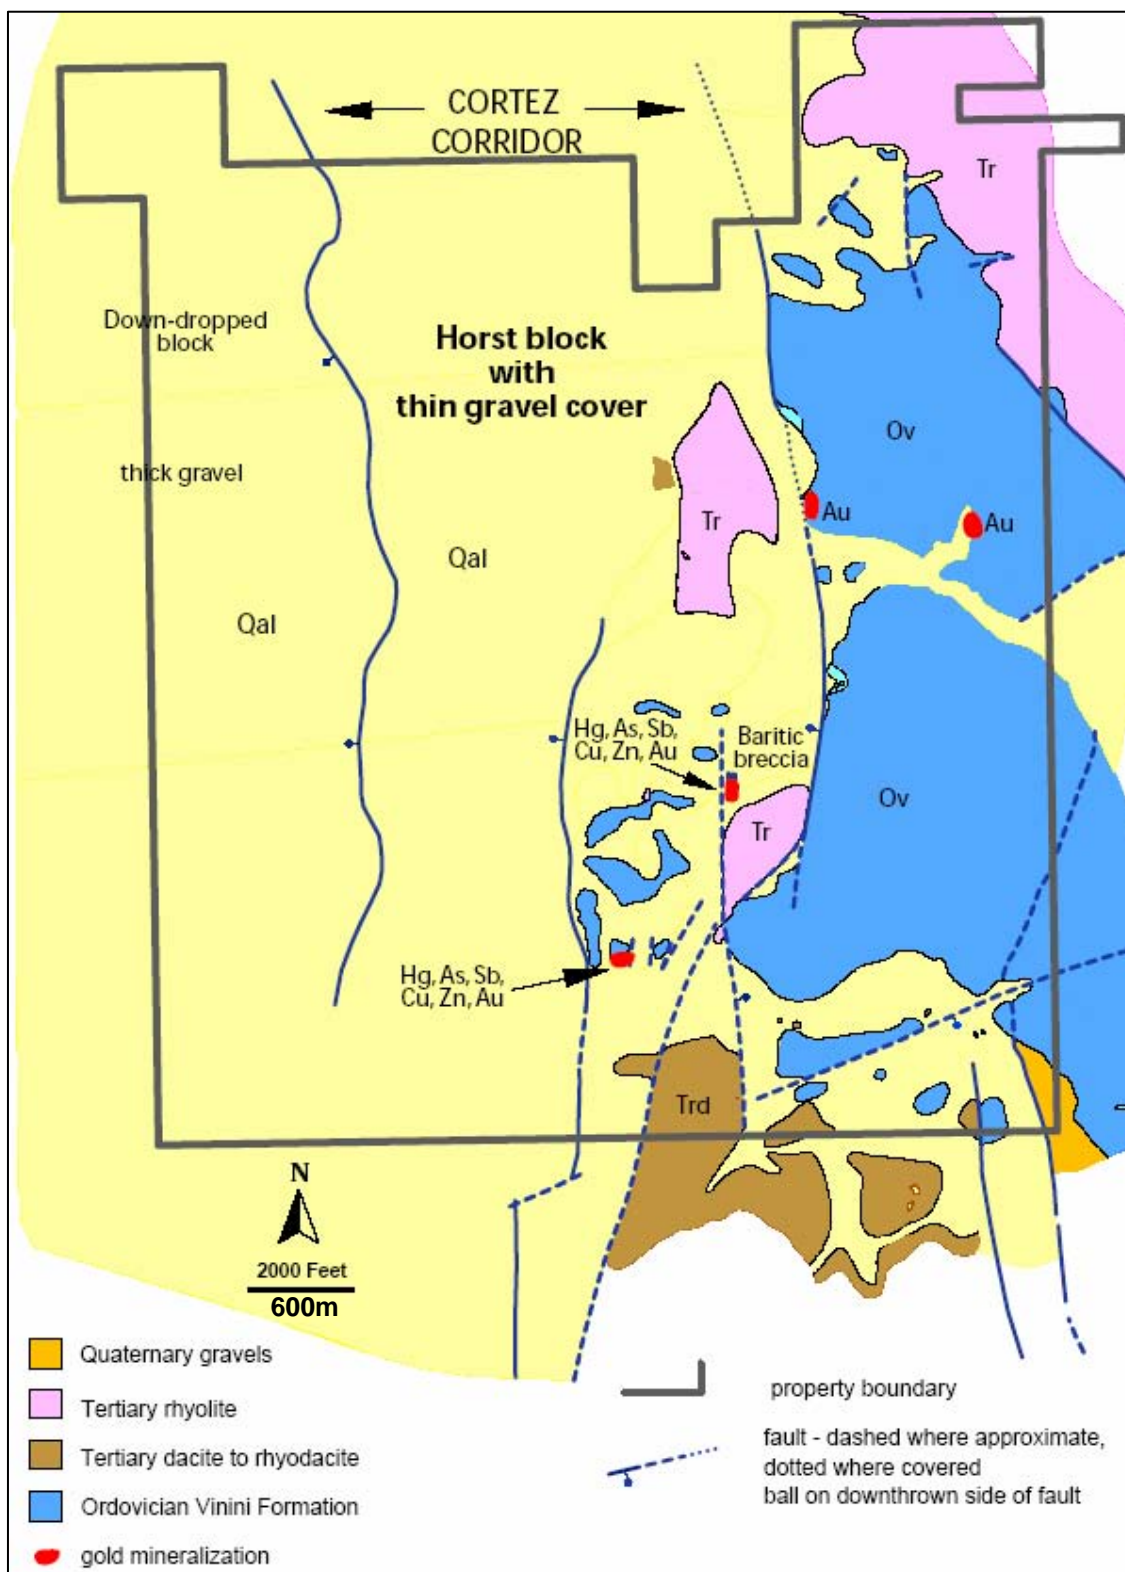 CORTEZ
CORRIDOR
Tr
Down-dropped
block
Horst block
with
thin gravel cover
Ov
thick gravel
Au
Au
Tr
Qal
Qal
Hg, As, Sb,
Cu, Zn, Au
Baritic
breccia
Ov
Tr
Hg, As, Sb,
Cu, Zn, Au
Trd
N
2000 Feet
600m
Quaternary gravels
Tertiary rhyolite
Tertiary dacite to rhyodacite
Ordovician Vinini Formation
gold mineralization
property boundary
fault - dashed where approximate,
dotted where covered
ball on downthrown side of fault